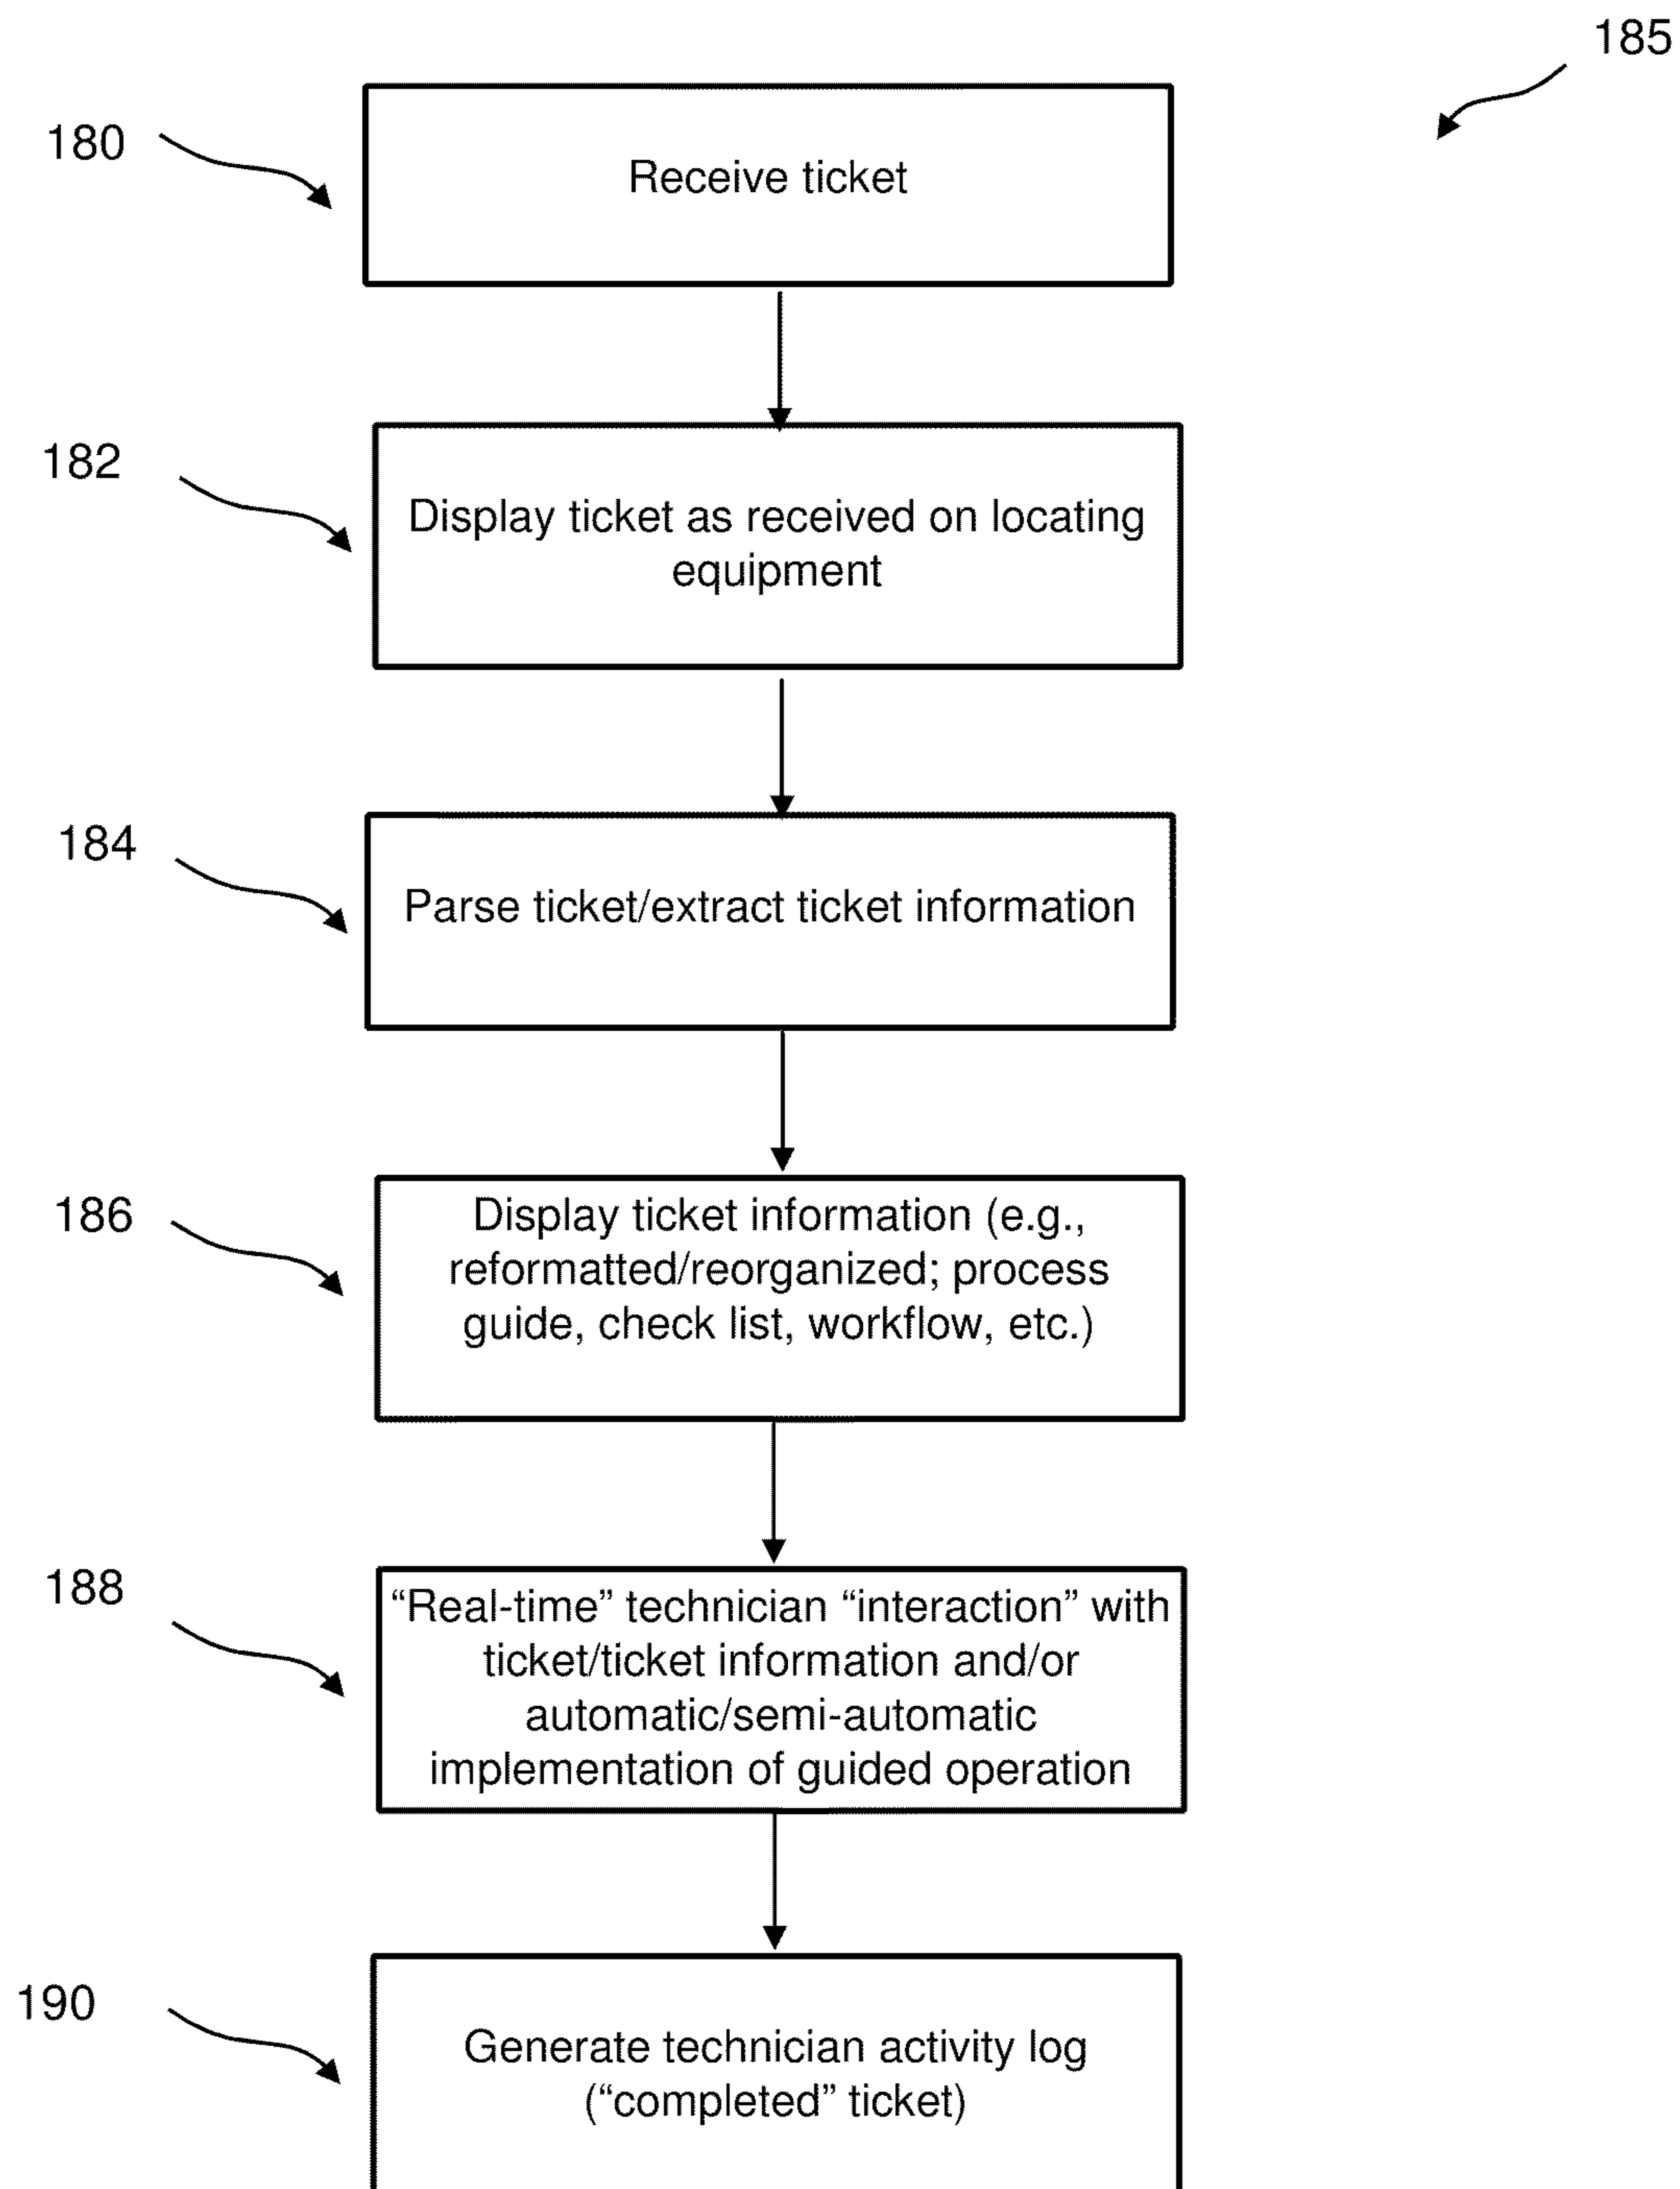 185
180
Receive ticket
182
Display ticket as received on locating
equipment
184
Parse ticket/extract ticket information
186
Display ticket information (e.g.,
reformatted/reorganized; process
guide, check list, workflow, etc.)
188
“Real-time” technician “interaction” with
ticket/ticket information and/or
automatic/semi-automatic
implementation of guided operation
190
Generate technician activity log
(“completed” ticket)